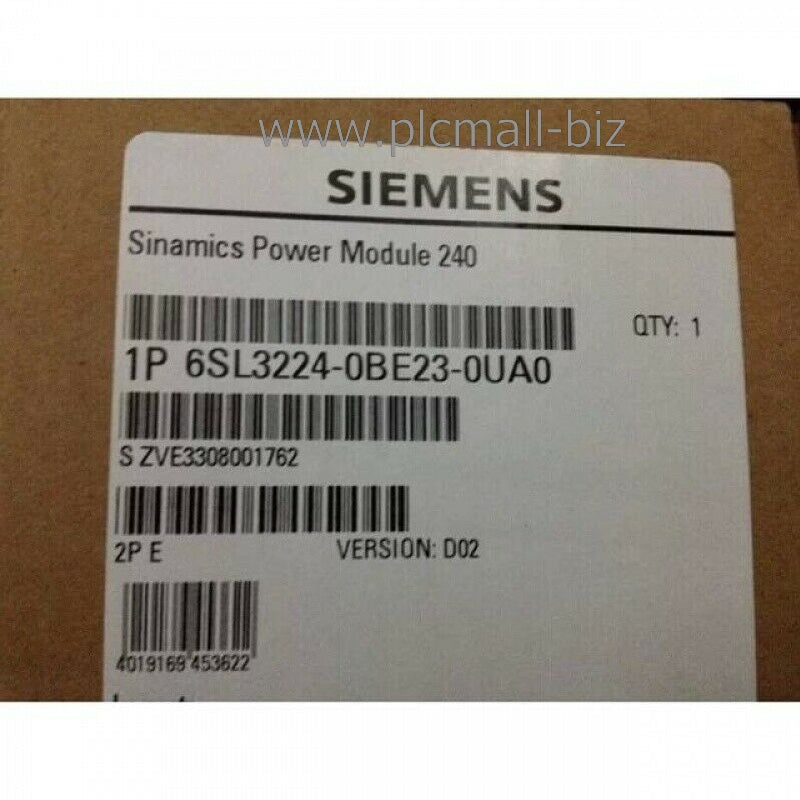 www.plcmall-biz
SIEMENS
Sinamics Power Module 240
QTY: 1
1P 6SL3224-0BE23-0UA0
S ZVE3308001762
2P E VERSION: D02
4019169 453622